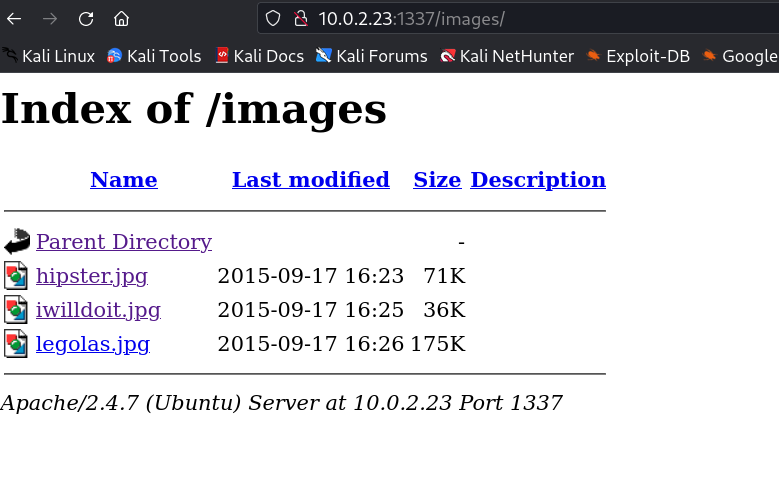 10.0.2.23:1337/images/
Kali Linux Kali Tools Kali Docs Kali Forums Kali NetHunter Exploit-DB Google
Index of /images
Name Last modified Size Description
Parent Directory -
hipster.jpg 2015-09-17 16:23 71K
iwilldoit.jpg 2015-09-17 16:25 36K
legolas.jpg 2015-09-17 16:26 175K
Apache/2.4.7 (Ubuntu) Server at 10.0.2.23 Port 1337